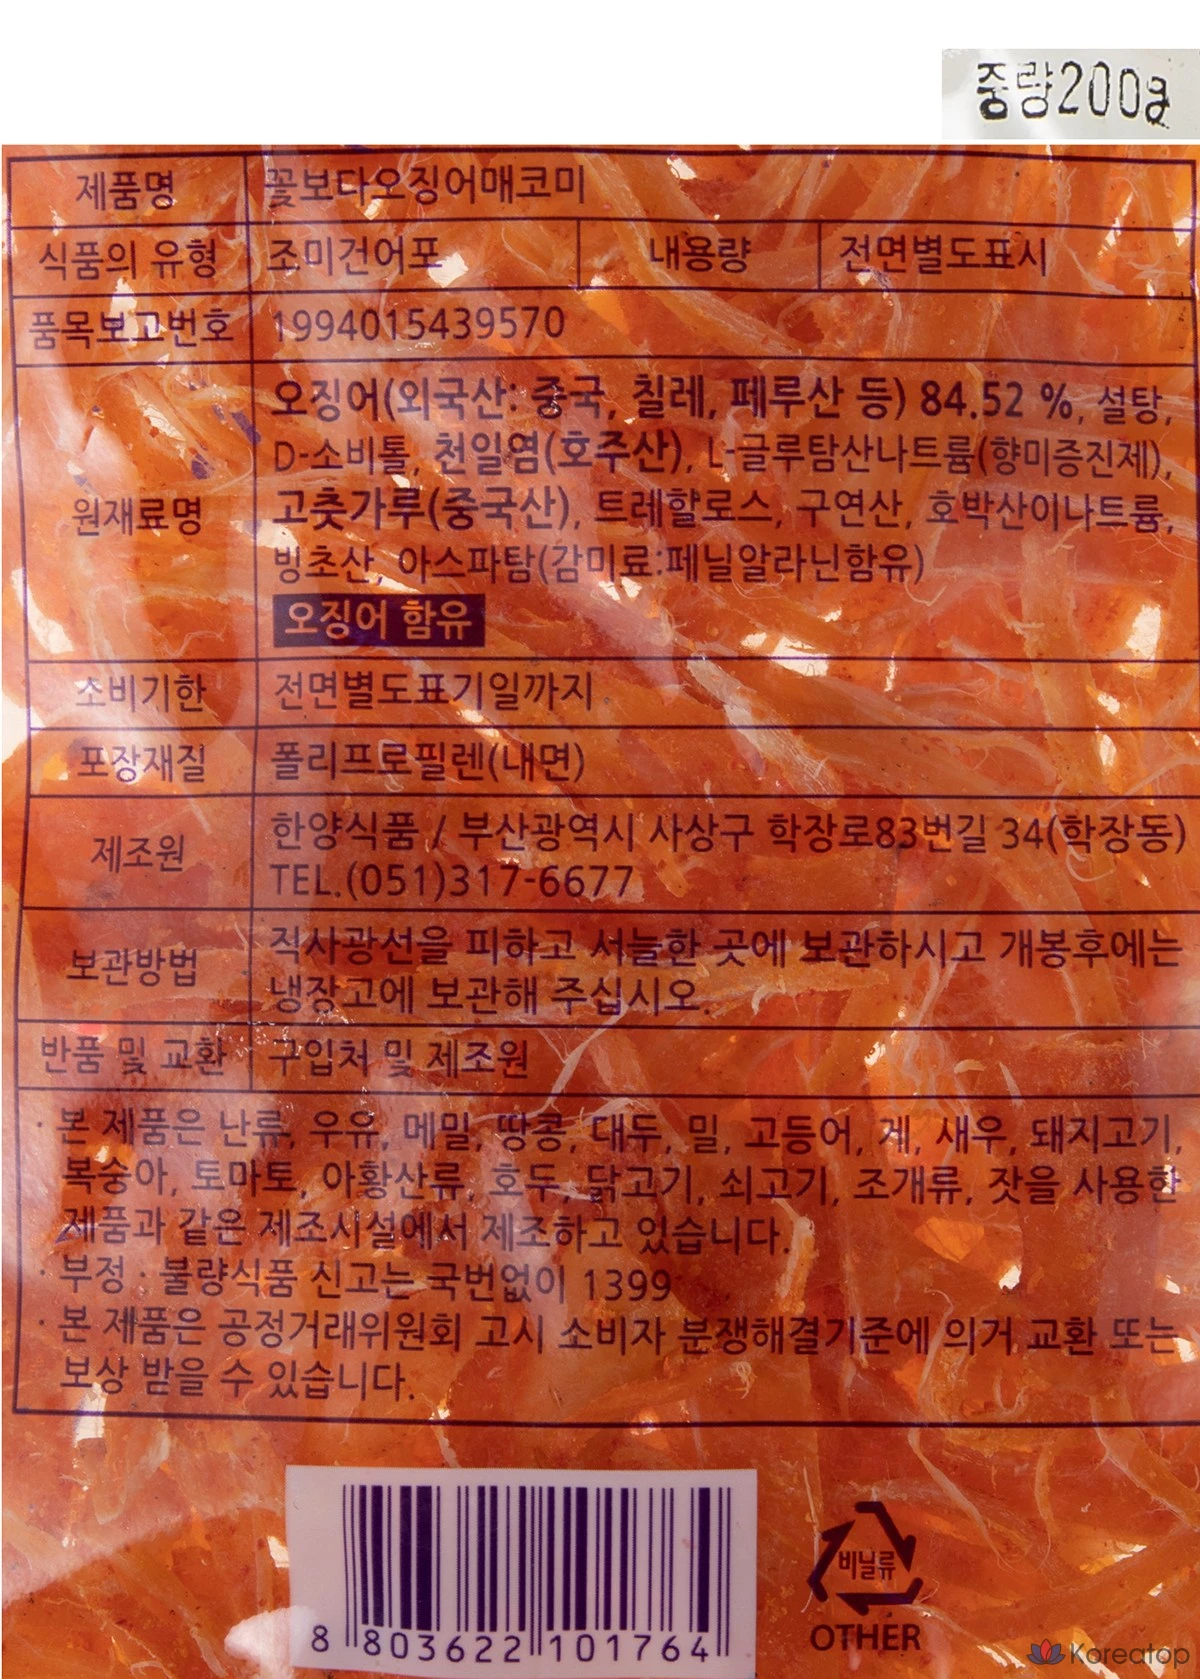 중량200g
제품명 꽃보다오징어매코미
식품의 유형 조미건어포 내용량 전면별도표시
품목보고번호 1994015439570
원재료명
오징어(외국산: 중국, 칠레, 페루산 등) 84.52 %, 설탕,
D-소비톨, 천일염(호주산), L-글루탐산나트륨(향미증진제),
고춧가루(중국산), 트레할로스, 구연산, 호박산이나트륨,
빙초산, 아스파탐(감미료:페닐알라닌함유)
오징어 함유
소비기한 전면별도표기일까지
포장재질 폴리프로필렌(내면)
제조원
한양식품 / 부산광역시 사상구 학장로83번길 34(학장동)
TEL.(051)317-6677
보관방법
직사광선을 피하고 서늘한 곳에 보관하시고 개봉후에는
냉장고에 보관해 주십시오.
반품 및 교환 구입처 및 제조원
· 본 제품은 난류, 우유, 메밀, 땅콩, 대두, 밀, 고등어, 게, 새우, 돼지고기,
복숭아, 토마토, 아황산류, 호두, 닭고기, 쇠고기, 조개류, 잣을 사용한
제품과 같은 제조시설에서 제조하고 있습니다.
· 부정 · 불량식품 신고는 국번없이 1399
· 본 제품은 공정거래위원회 고시 소비자 분쟁해결기준에 의거 교환 또는
보상 받을 수 있습니다.
8 803622 101764
비닐류
OTHER
Koreatop